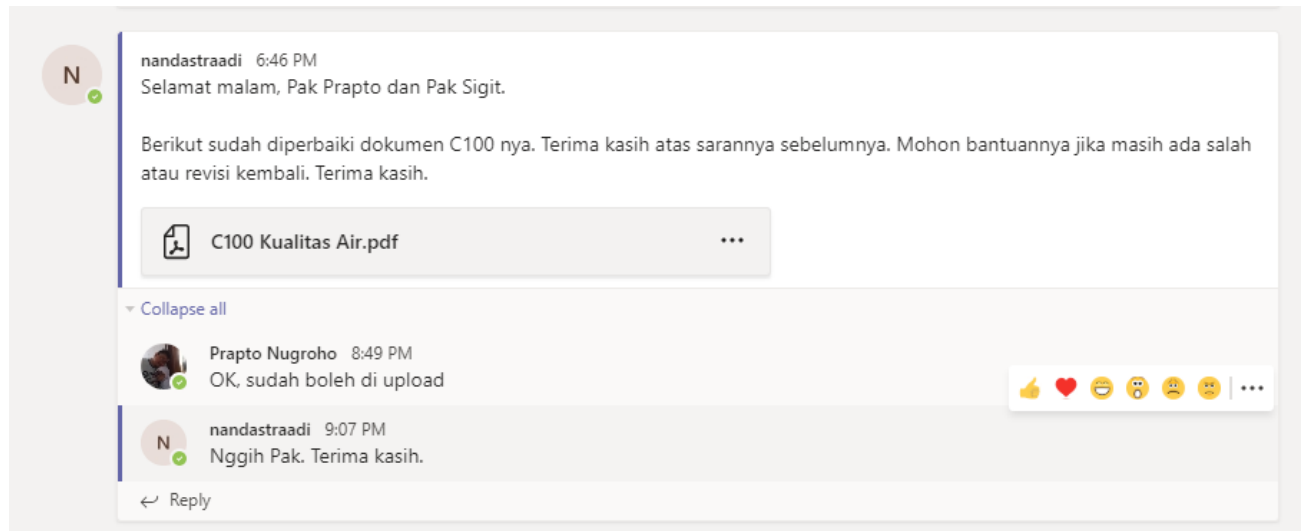 N
nandastraadi 6:46 PM
Selamat malam, Pak Prapto dan Pak Sigit.
Berikut sudah diperbaiki dokumen C100 nya. Terima kasih atas sarannya sebelumnya. Mohon bantuannya jika masih ada salah
atau revisi kembali. Terima kasih.
C100 Kualitas Air.pdf
Collapse all
Prapto Nugroho 8:49 PM
OK, sudah boleh di upload
N
nandastraadi 9:07 PM
Nggih Pak. Terima kasih.
Reply